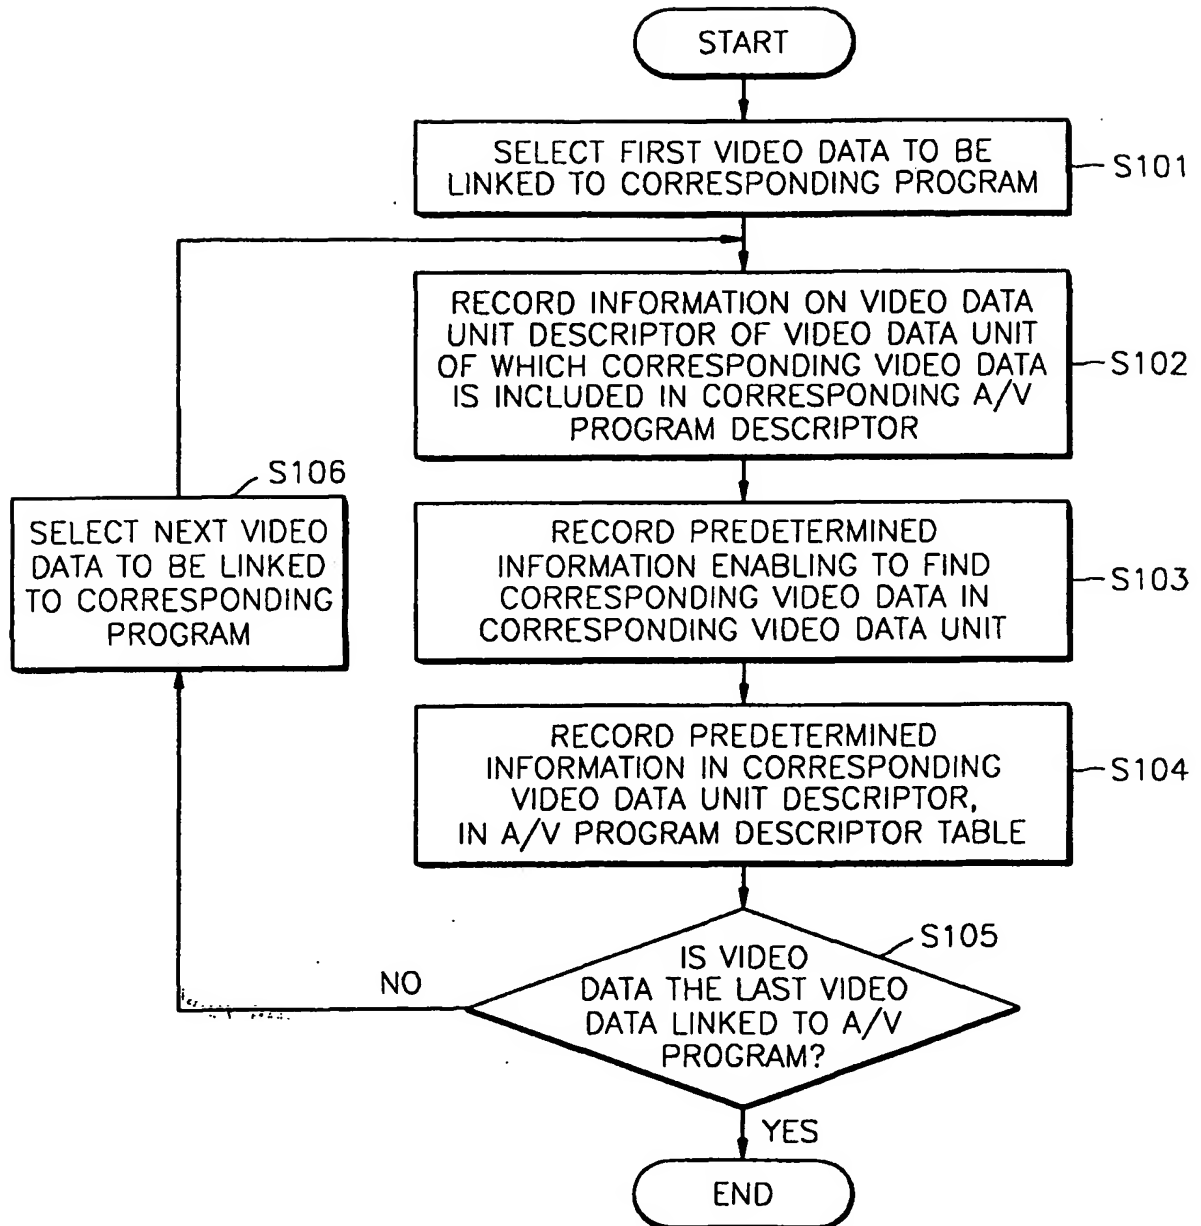 START
SELECT FIRST VIDEO DATA TO BE
LINKED TO CORRESPONDING PROGRAM
S101
RECORD INFORMATION ON VIDEO DATA
UNIT DESCRIPTOR OF VIDEO DATA UNIT
OF WHICH CORRESPONDING VIDEO DATA
IS INCLUDED IN CORRESPONDING A/V
PROGRAM DESCRIPTOR
S102
S106
SELECT NEXT VIDEO
DATA TO BE LINKED
TO CORRESPONDING
PROGRAM
RECORD PREDETERMINED
INFORMATION ENABLING TO FIND
CORRESPONDING VIDEO DATA IN
CORRESPONDING VIDEO DATA UNIT
S103
RECORD PREDETERMINED
INFORMATION IN CORRESPONDING
VIDEO DATA UNIT DESCRIPTOR,
IN A/V PROGRAM DESCRIPTOR TABLE
S104
S105
IS VIDEO
DATA THE LAST VIDEO
DATA LINKED TO A/V
PROGRAM?
NO
YES
END